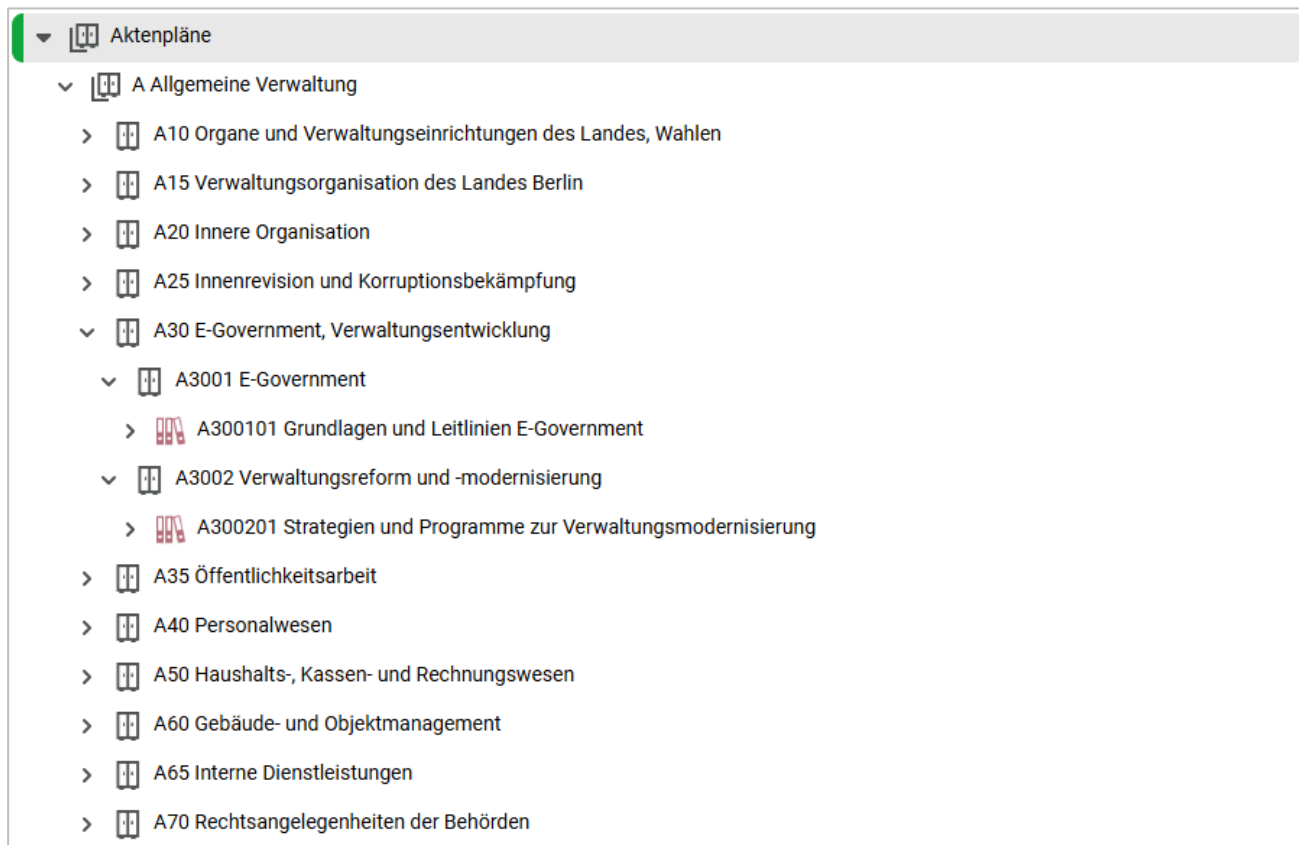 Aktenpläne
A Allgemeine Verwaltung
A10 Organe und Verwaltungseinrichtungen des Landes, Wahlen
A15 Verwaltungsorganisation des Landes Berlin
A20 Innere Organisation
A25 Innenrevision und Korruptionsbekämpfung
A30 E-Government, Verwaltungsentwicklung
A3001 E-Government
A300101 Grundlagen und Leitlinien E-Government
A3002 Verwaltungsreform und -modernisierung
A300201 Strategien und Programme zur Verwaltungsmodernisierung
A35 Öffentlichkeitsarbeit
A40 Personalwesen
A50 Haushalts-, Kassen- und Rechnungswesen
A60 Gebäude- und Objektmanagement
A65 Interne Dienstleistungen
A70 Rechtsangelegenheiten der Behörden